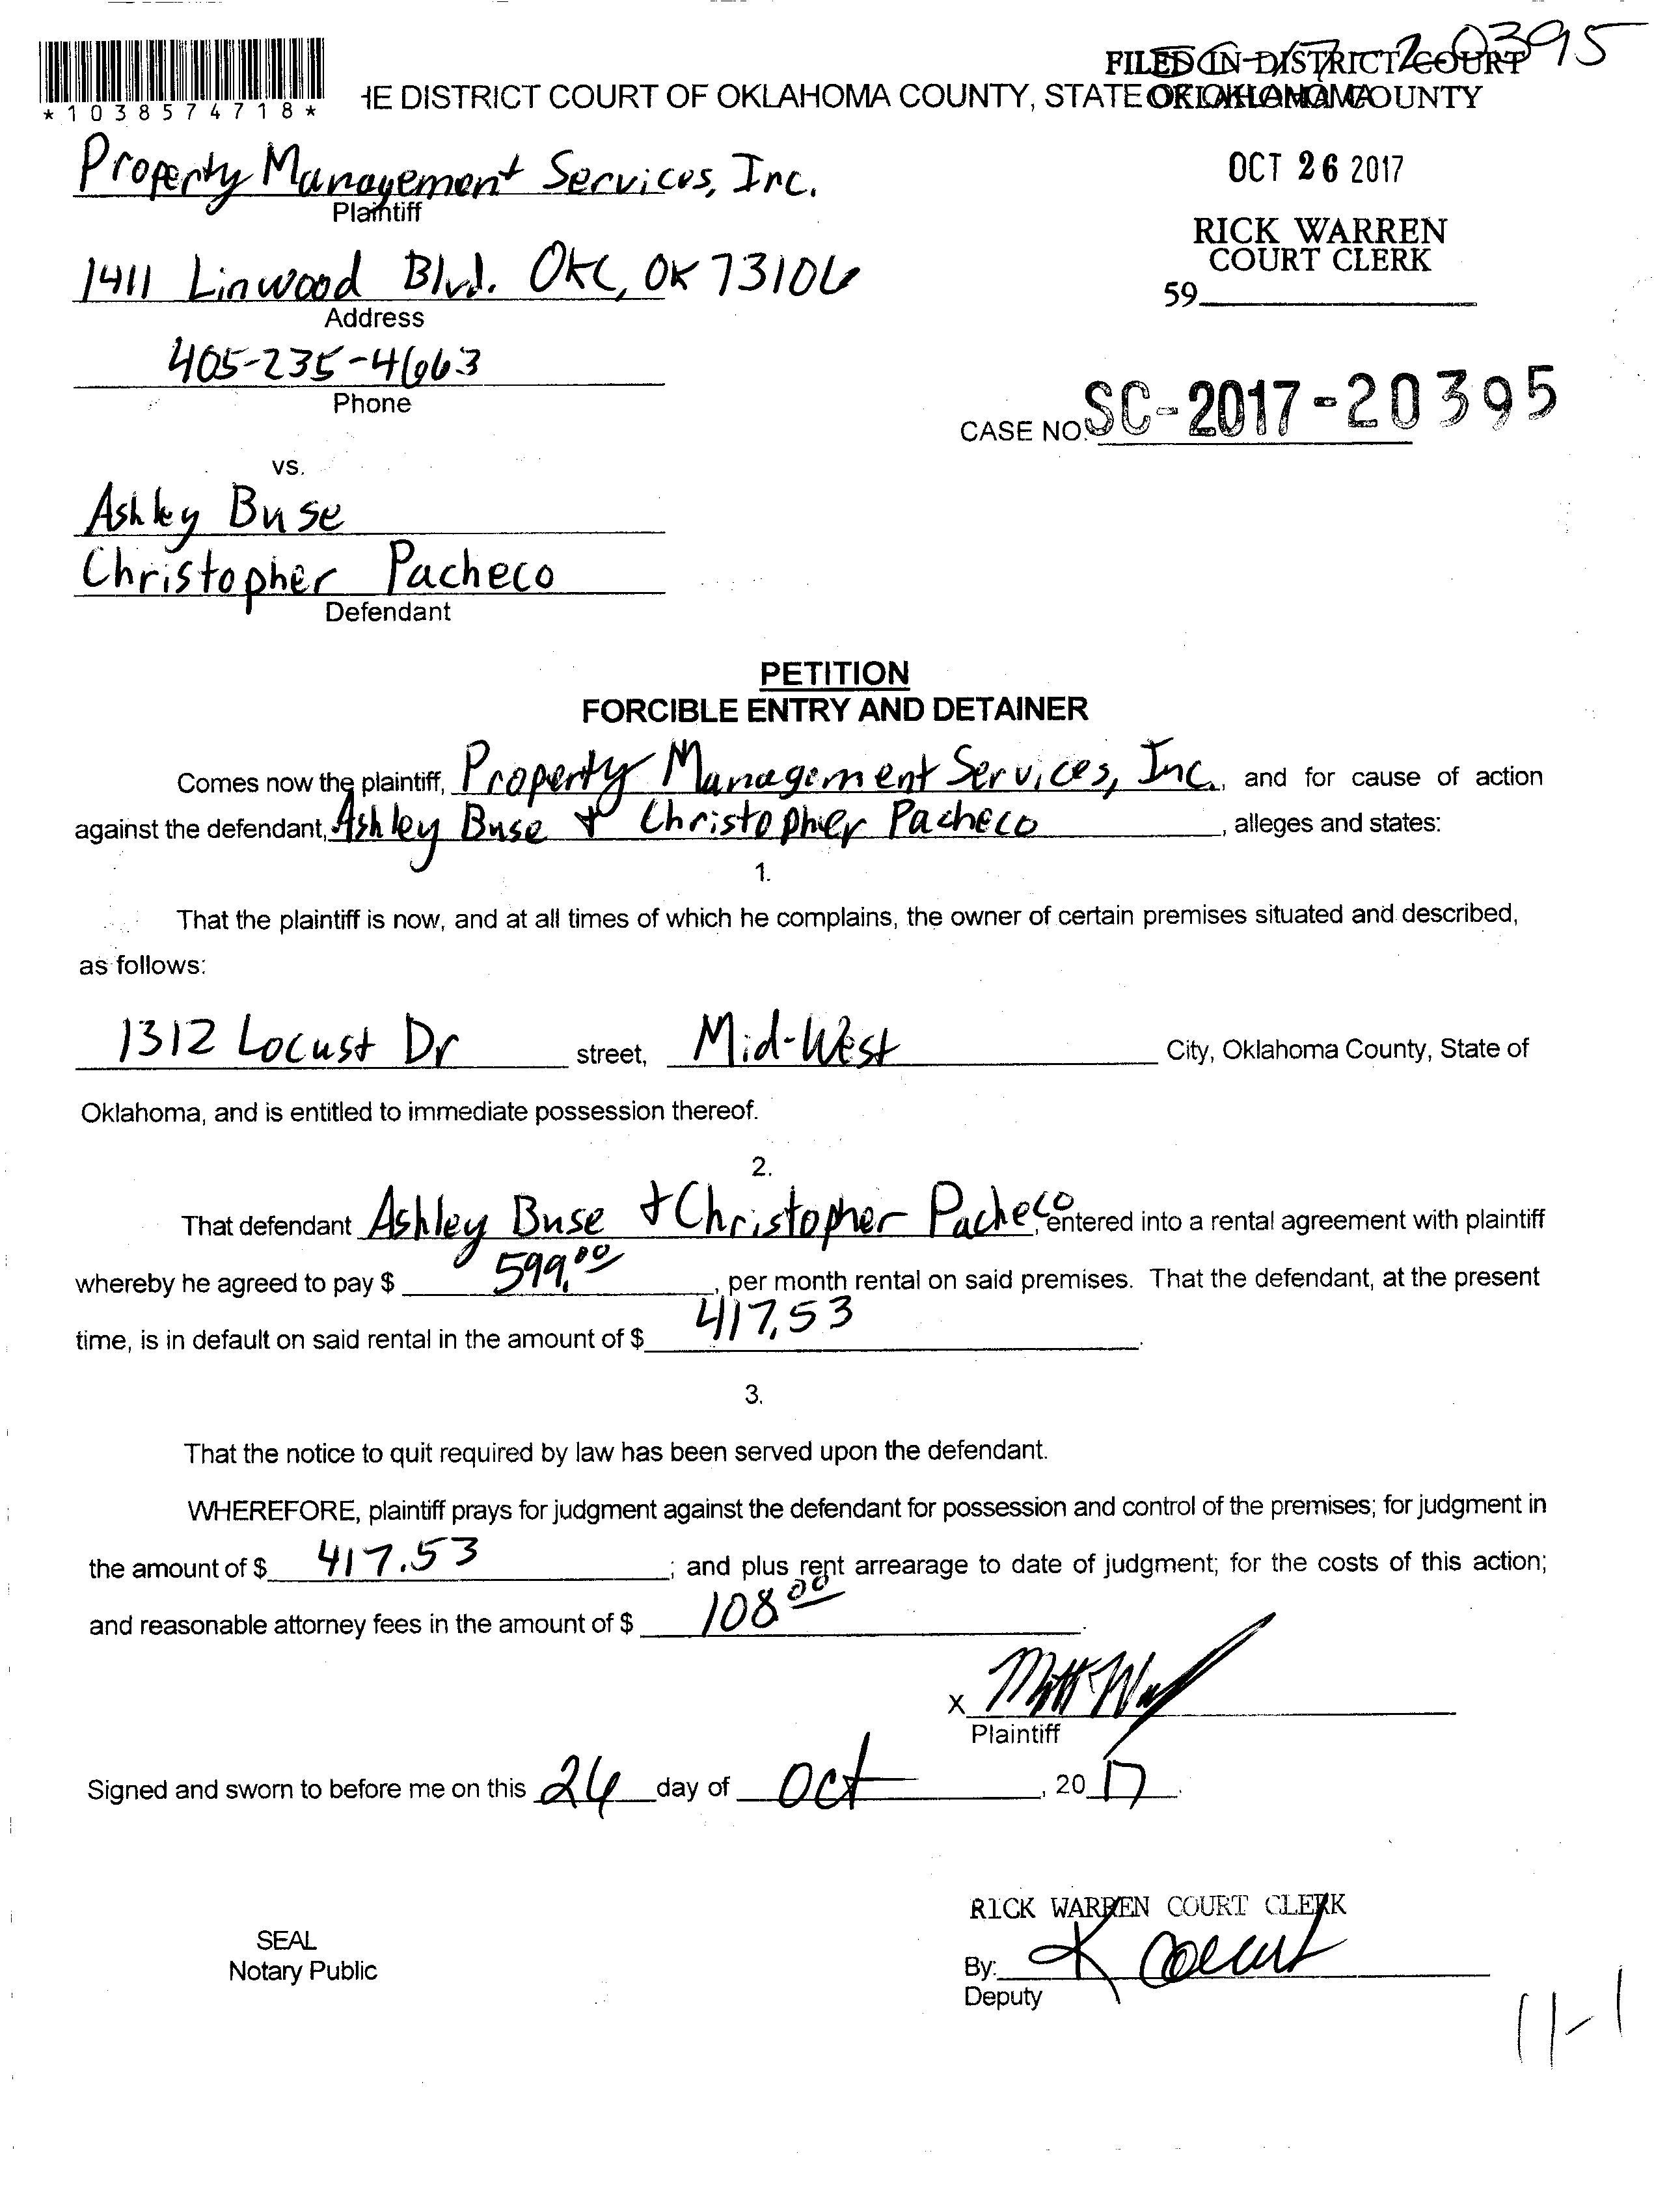 SC-17-20395
FILED IN DISTRICT COURT
*1038574718*
HE DISTRICT COURT OF OKLAHOMA COUNTY, STATE OF OKLAHOMA
OKLAHOMA COUNTY
Property Management Services, Inc.
Plaintiff
OCT 26 2017
RICK WARREN
COURT CLERK
59
1411 Linwood Blvd. OKC, OK 73106
Address
405-235-4663
Phone
CASE NO. SC-2017-20395
vs.
Ashley Buse
Christopher Pacheco
Defendant
PETITION
FORCIBLE ENTRY AND DETAINER
Comes now the plaintiff, Property Management Services, Inc., and for cause of action
against the defendant, Ashley Buse & Christopher Pacheco, alleges and states:
1.
That the plaintiff is now, and at all times of which he complains, the owner of certain premises situated and described,
as follows:
1312 Locust Dr street, Mid-West City, Oklahoma County, State of
Oklahoma, and is entitled to immediate possession thereof.
2.
That defendant Ashley Buse & Christopher Pacheco, entered into a rental agreement with plaintiff
whereby he agreed to pay $ 599.00, per month rental on said premises. That the defendant, at the present
time, is in default on said rental in the amount of $ 417.53.
3.
That the notice to quit required by law has been served upon the defendant.
WHEREFORE, plaintiff prays for judgment against the defendant for possession and control of the premises; for judgment in
the amount of $ 417.53; and plus rent arrearage to date of judgment; for the costs of this action;
and reasonable attorney fees in the amount of $ 108.00.
X
Plaintiff
Signed and sworn to before me on this 26 day of Oct, 2017.
RICK WARREN COURT CLERK
SEAL
Notary Public
By: K
Deputy
11-1